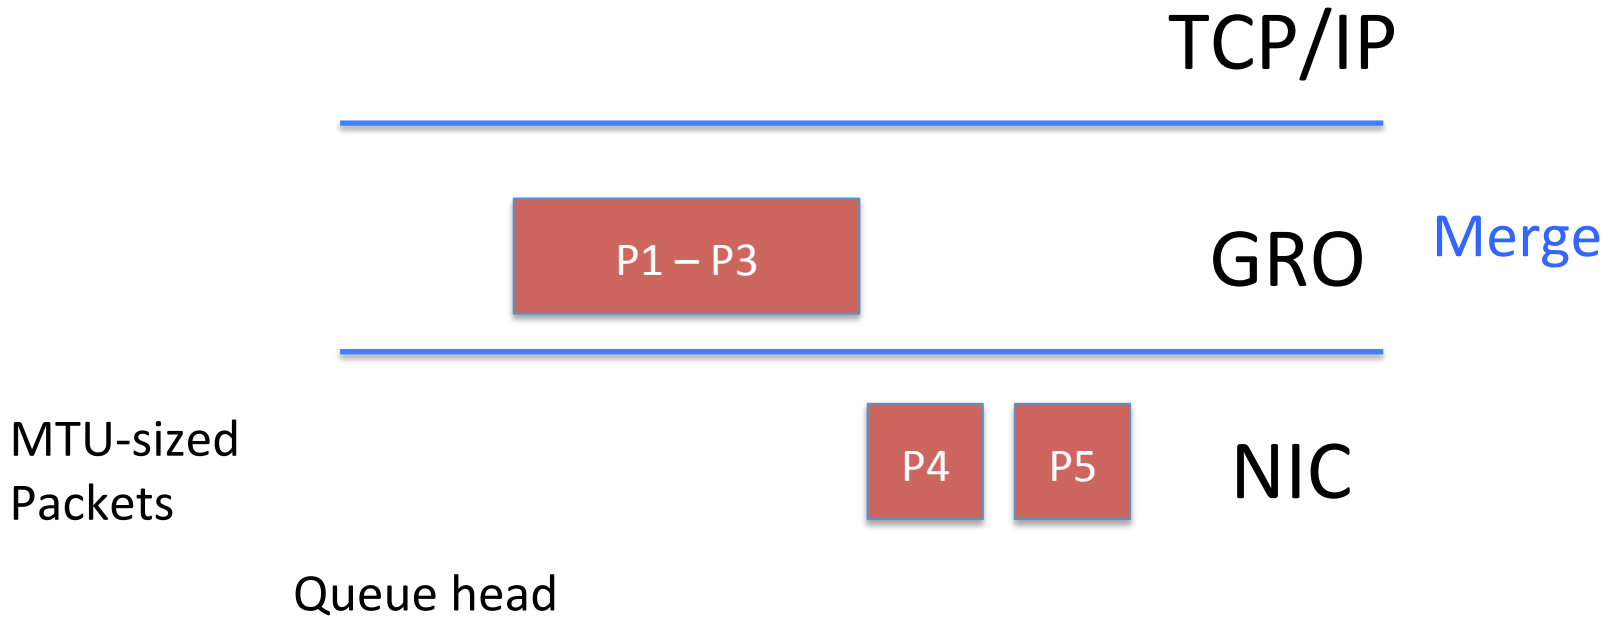 TCP/IP
P1 – P3
GRO
Merge
MTU-sized
Packets
P4
P5
NIC
Queue head